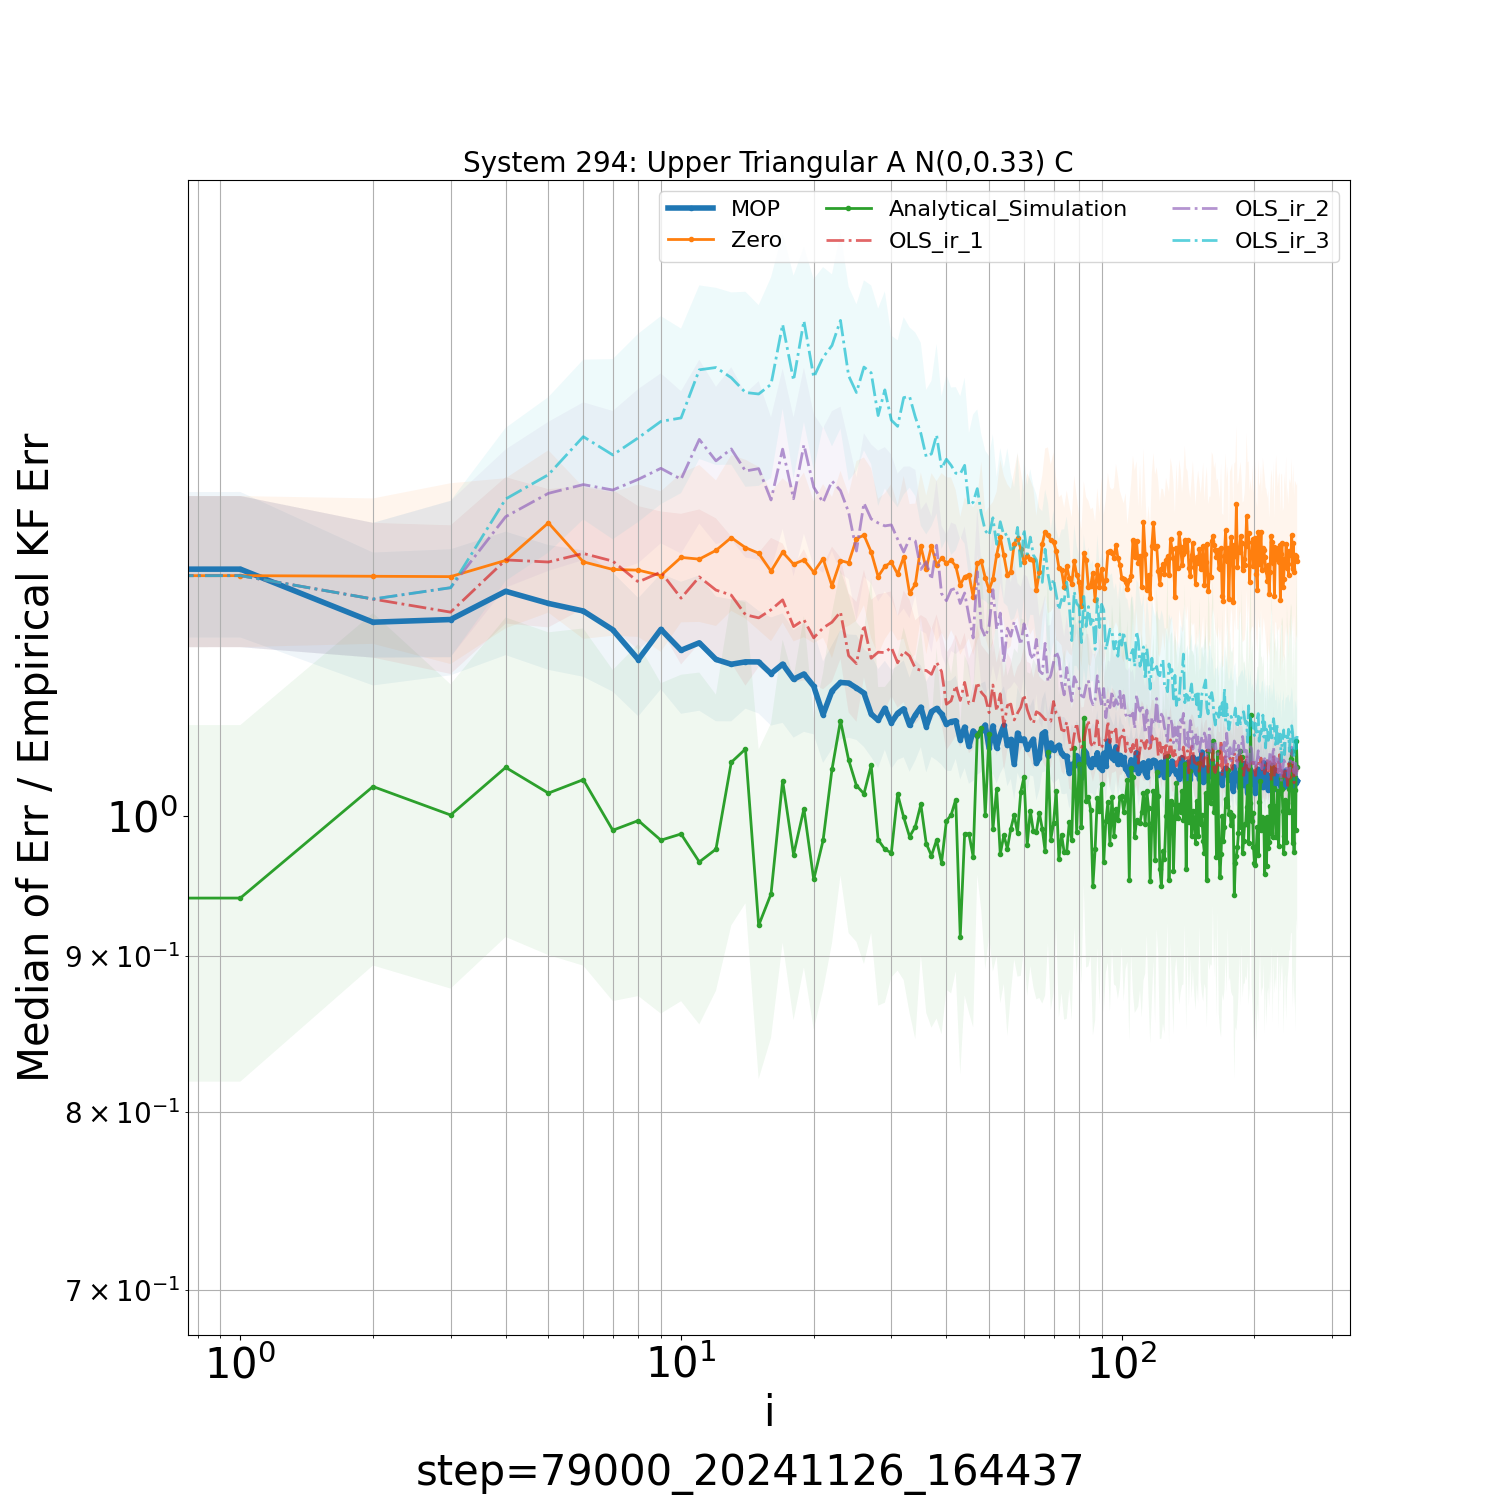 System 294: Upper Triangular A N(0,0.33) C
MOP
Zero
Analytical_Simulation
OLS_ir_1
OLS_ir_2
OLS_ir_3
Median of Err / Empirical KF Err
10⁰
9 × 10⁻¹
8 × 10⁻¹
7 × 10⁻¹
10⁰ 10¹ 10²
i
step=79000_20241126_164437